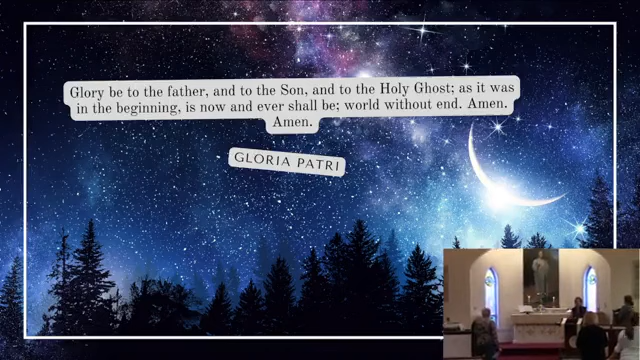 Glory be to the father, and to the Son, and to the Holy Ghost; as it was
in the beginning, is now and ever shall be; world without end. Amen.
Amen.
GLORIA PATRI